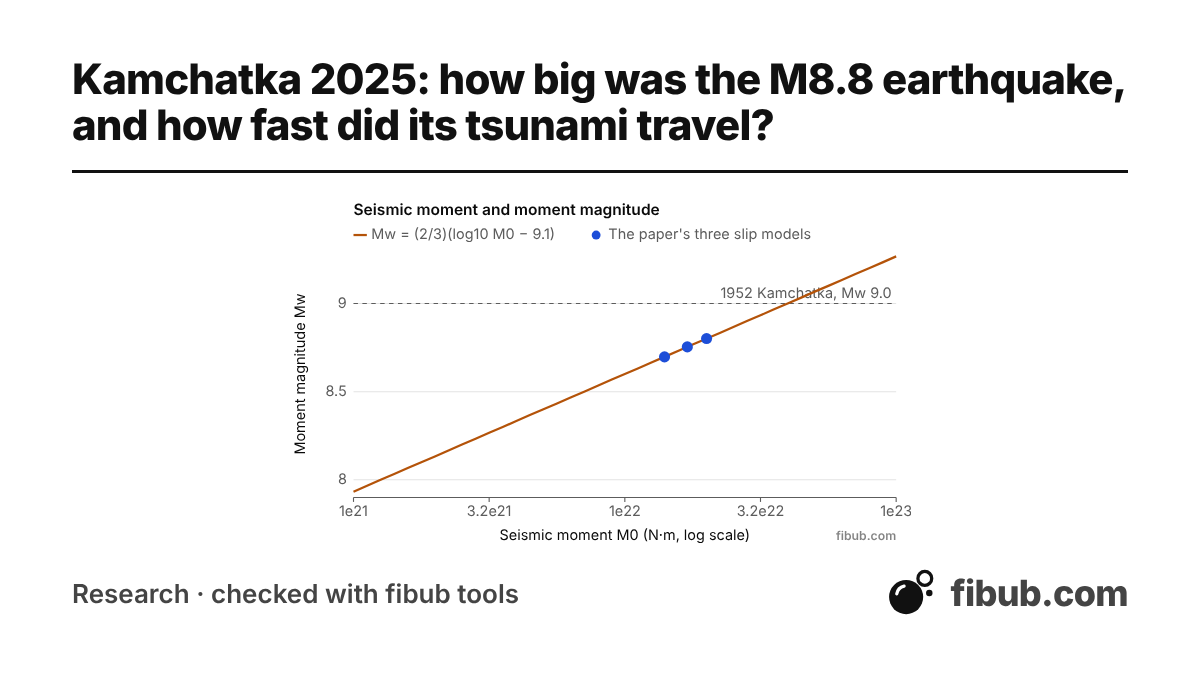 Kamchatka 2025: how big was the M8.8 earthquake,
and how fast did its tsunami travel?
Seismic moment and moment magnitude
Mw = (2/3)(log10 M0 − 9.1)
The paper's three slip models
1952 Kamchatka, Mw 9.0
Moment magnitude Mw
9
8.5
8
1e21 3.2e21 1e22 3.2e22 1e23
Seismic moment M0 (N·m, log scale)
fibub.com
Research · checked with fibub tools
fibub.com